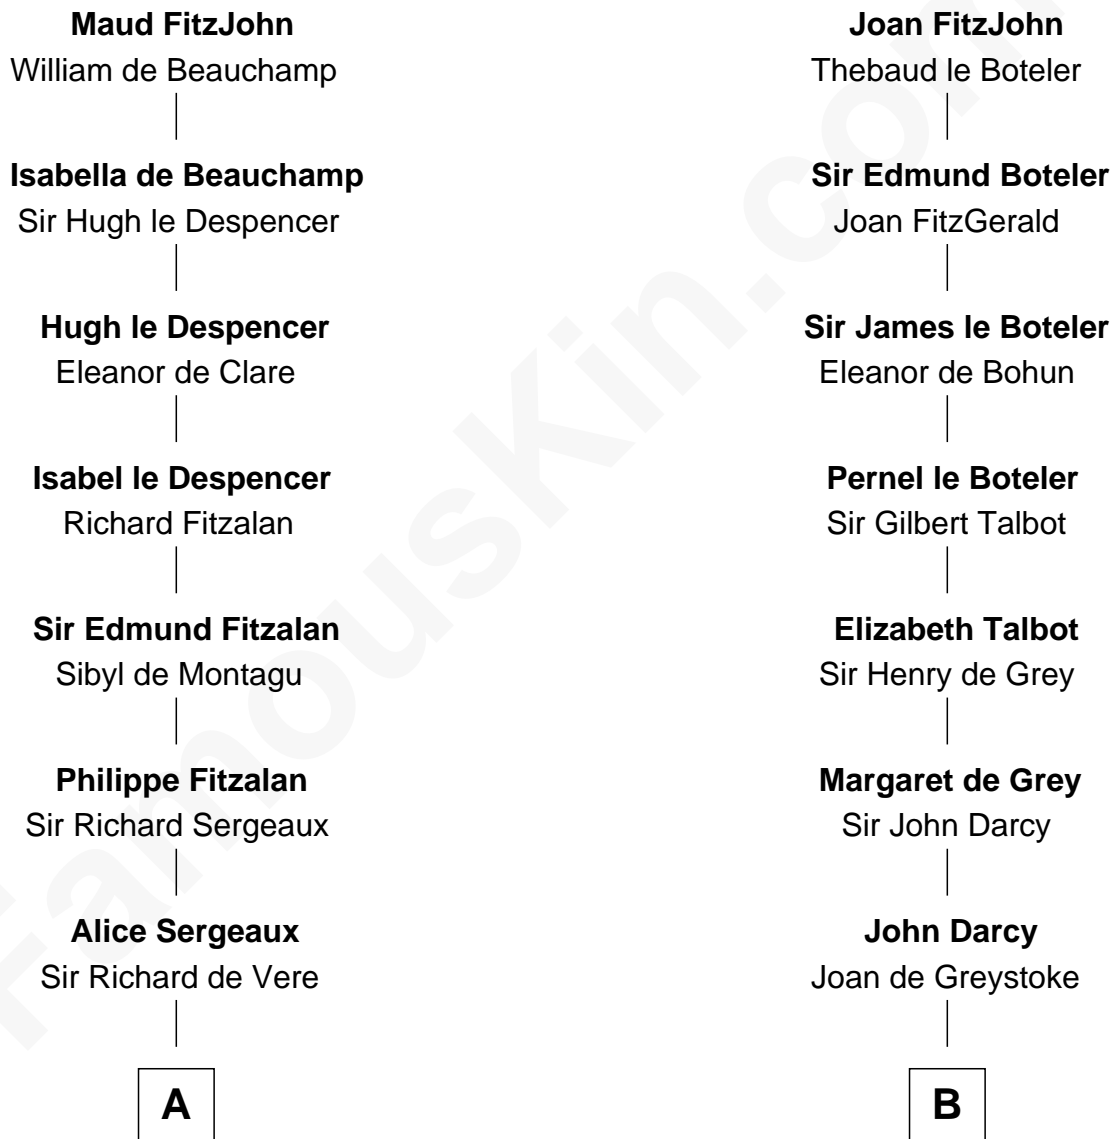 Maud FitzJohn
William de Beauchamp
Isabella de Beauchamp
Sir Hugh le Despencer
Hugh le Despencer
Eleanor de Clare
Isabel le Despencer
Richard Fitzalan
Sir Edmund Fitzalan
Sibyl de Montagu
Philippe Fitzalan
Sir Richard Sergeaux
Alice Sergeaux
Sir Richard de Vere
A
Joan FitzJohn
Thebaud le Boteler
Sir Edmund Boteler
Joan FitzGerald
Sir James le Boteler
Eleanor de Bohun
Pernel le Boteler
Sir Gilbert Talbot
Elizabeth Talbot
Sir Henry de Grey
Margaret de Grey
Sir John Darcy
John Darcy
Joan de Greystoke
B
FamousKin.com